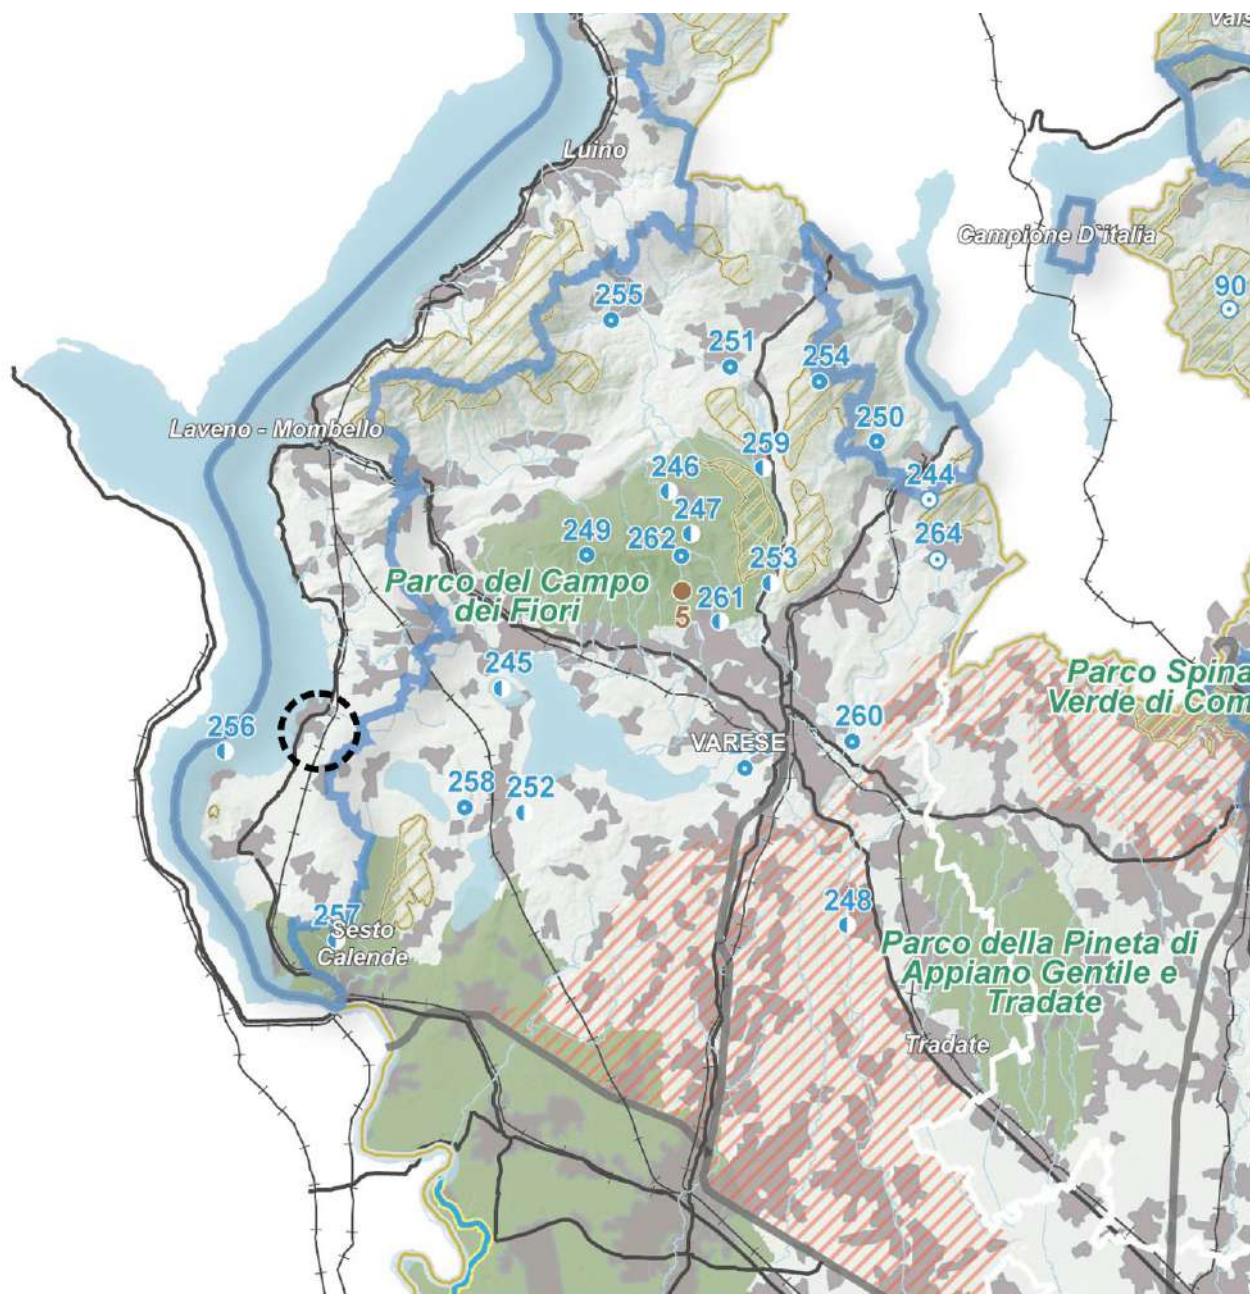 Vals
Luino
Campione D'italia
255
90
251
254
Laveno - Mombello
250
259
246
244
247
249
262
264
253
Parco del Campo
dei Fiori
5
261
245
Parco Spina
Verde di Com
256
260
VARESE
258
252
257
248
Sesto
Calende
Parco della Pineta di
Appiano Gentile e
Tradate
Tradate